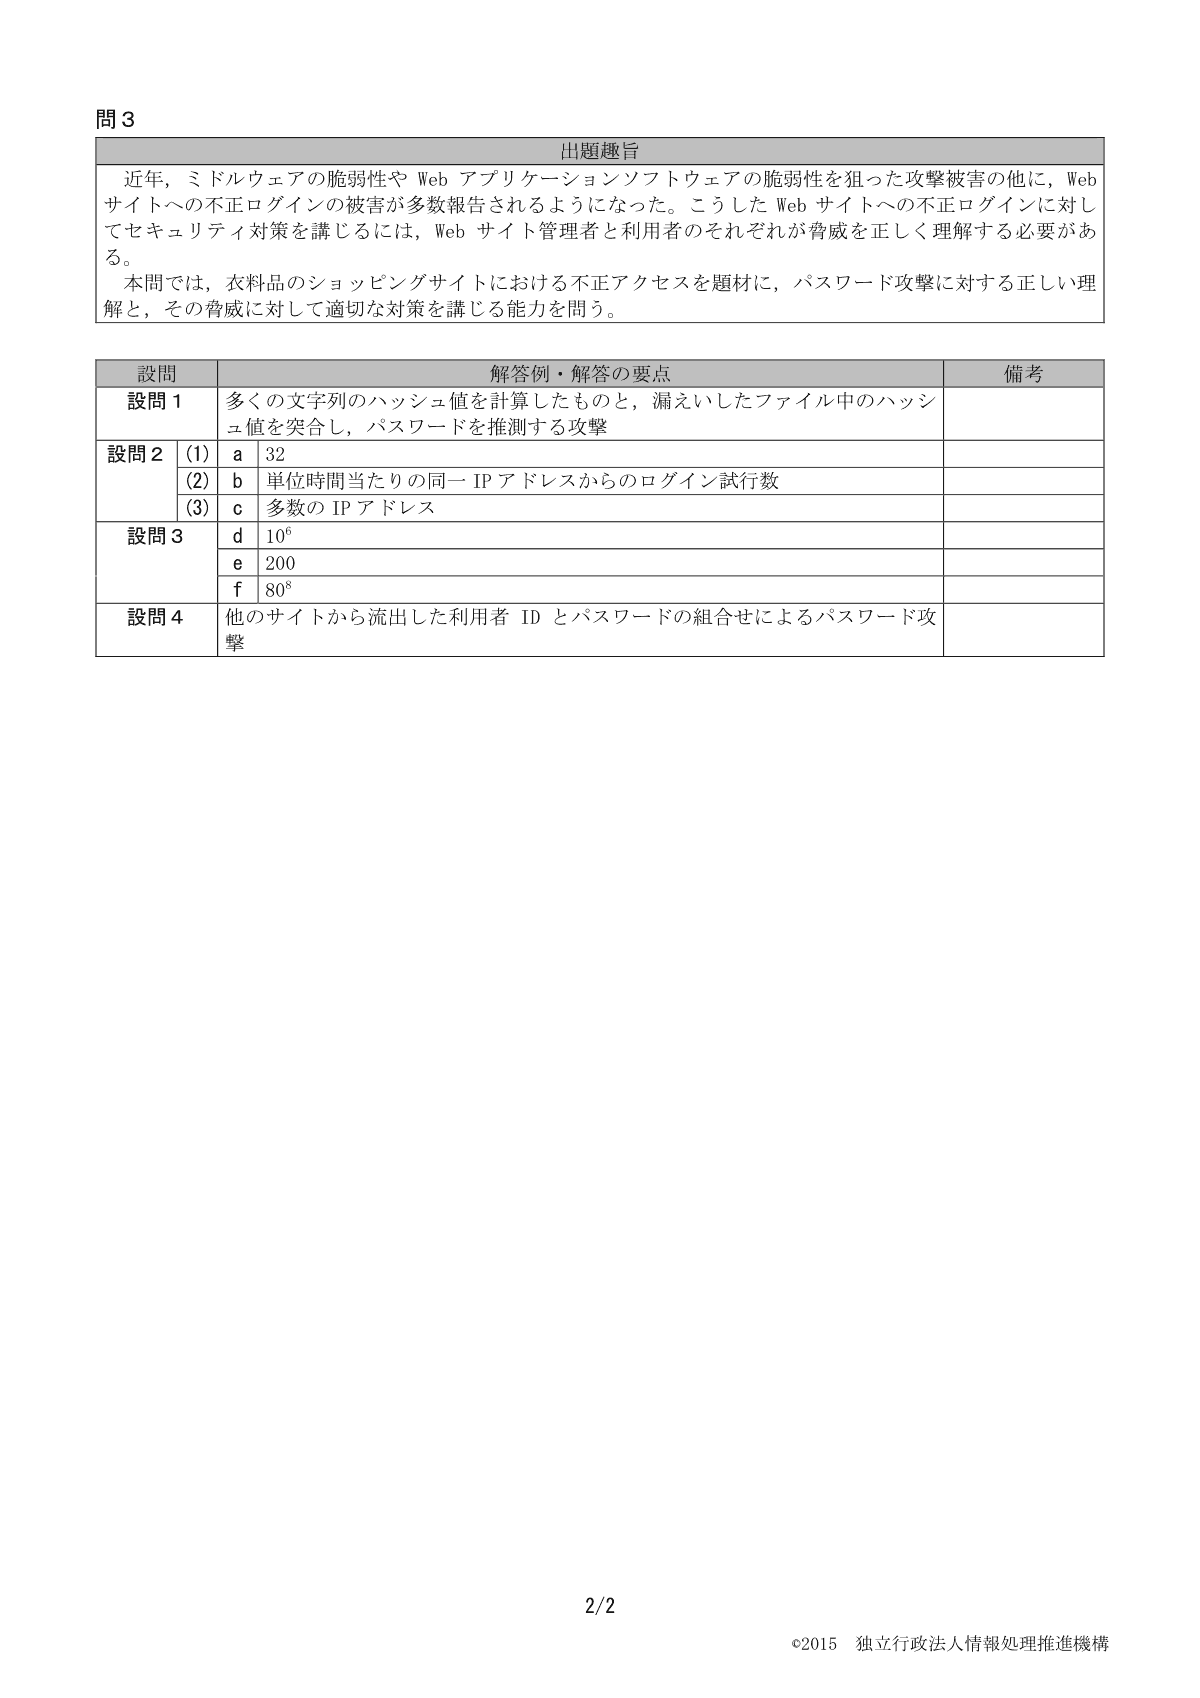 問３
出題趣旨
近年，ミドルウェアの脆弱性や Web アプリケーションソフトウェアの脆弱性を狙った攻撃被害の他に，Web
サイトへの不正ログインの被害が多数報告されるようになった。こうした Web サイトへの不正ログインに対し
てセキュリティ対策を講じるには，Web サイト管理者と利用者のそれぞれが脅威を正しく理解する必要があ
る。
本問では，衣料品のショッピングサイトにおける不正アクセスを題材に，パスワード攻撃に対する正しい理
解と，その脅威に対して適切な対策を講じる能力を問う。
設問 解答例・解答の要点 備考
設問１ 多くの文字列のハッシュ値を計算したものと，漏えいしたファイル中のハッシ
ュ値を突合し，パスワードを推測する攻撃
設問２ (1) a 32
(2) b 単位時間当たりの同一 IP アドレスからのログイン試行数
(3) c 多数の IP アドレス
設問３ d 10⁶
e 200
f 80⁸
設問４ 他のサイトから流出した利用者 ID とパスワードの組合せによるパスワード攻
撃
2/2
©2015 独立行政法人情報処理推進機構